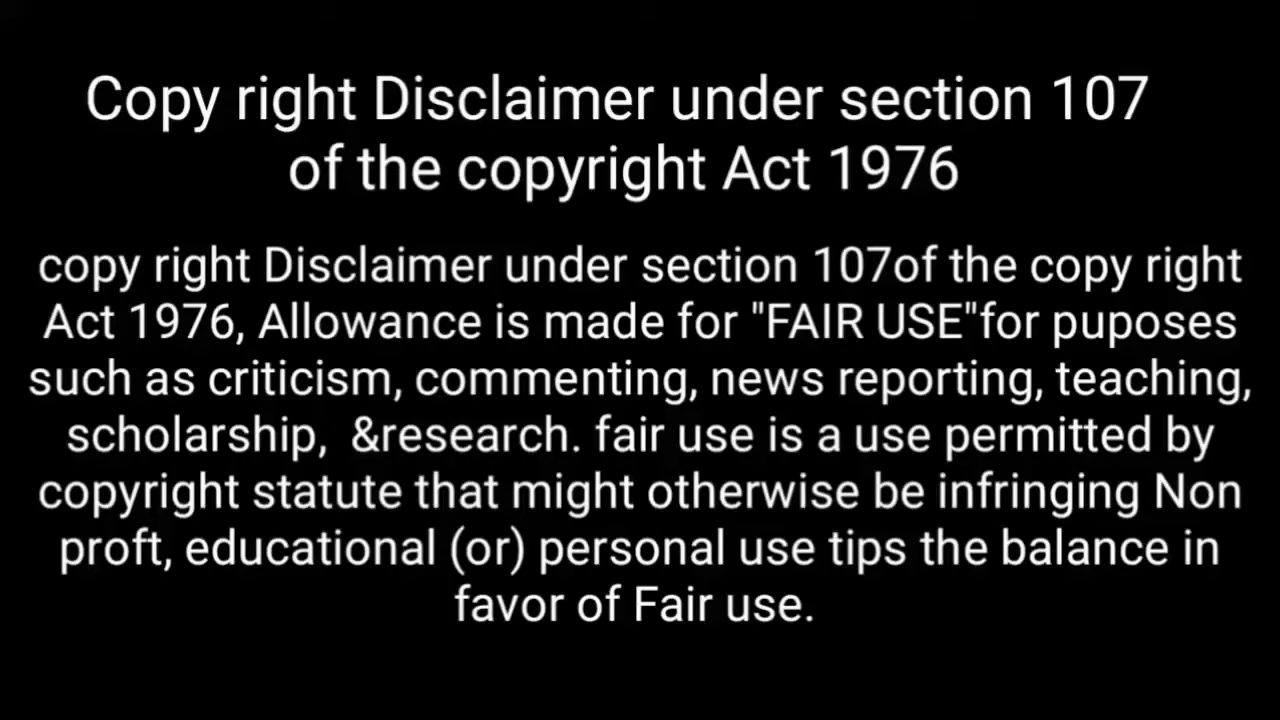 Copy right Disclaimer under section 107
of the copyright Act 1976
copy right Disclaimer under section 107of the copy right
Act 1976, Allowance is made for "FAIR USE"for puposes
such as criticism, commenting, news reporting, teaching,
scholarship,  &research. fair use is a use permitted by
copyright statute that might otherwise be infringing Non
proft, educational (or) personal use tips the balance in
favor of Fair use.